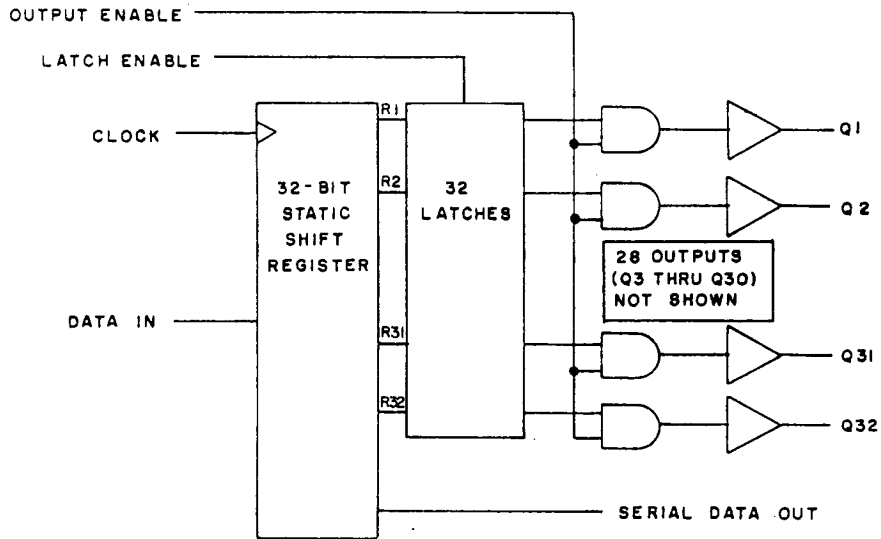 OUTPUT ENABLE
LATCH ENABLE
CLOCK
DATA IN
32-BIT
STATIC
SHIFT
REGISTER
R1
R2
R31
R32
32
LATCHES
Q1
Q2
28 OUTPUTS
(Q3 THRU Q30)
NOT SHOWN
Q31
Q32
SERIAL DATA OUT